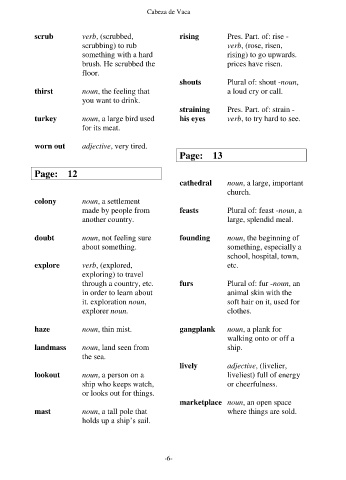 Cabeza de Vaca
scrub verb, (scrubbed,
scrubbing) to rub
something with a hard
brush. He scrubbed the
floor.
thirst noun, the feeling that
you want to drink.
turkey noun, a large bird used
for its meat.
worn out adjective, very tired.
Page: 12
colony noun, a settlement
made by people from
another country.
doubt noun, not feeling sure
about something.
explore verb, (explored,
exploring) to travel
through a country, etc.
in order to learn about
it. exploration noun,
explorer noun.
haze noun, thin mist.
landmass noun, land seen from
the sea.
lookout noun, a person on a
ship who keeps watch,
or looks out for things.
mast noun, a tall pole that
holds up a ship's sail.
rising Pres. Part. of: rise -
verb, (rose, risen,
rising) to go upwards.
prices have risen.
shouts Plural of: shout -noun,
a loud cry or call.
straining Pres. Part. of: strain -
his eyes verb, to try hard to see.
Page: 13
cathedral noun, a large, important
church.
feasts Plural of: feast -noun, a
large, splendid meal.
founding noun, the beginning of
something, especially a
school, hospital, town,
etc.
furs Plural of: fur -noun, an
animal skin with the
soft hair on it, used for
clothes.
gangplank noun, a plank for
walking onto or off a
ship.
lively adjective, (livelier,
liveliest) full of energy
or cheerfulness.
marketplace noun, an open space
where things are sold.
-6-